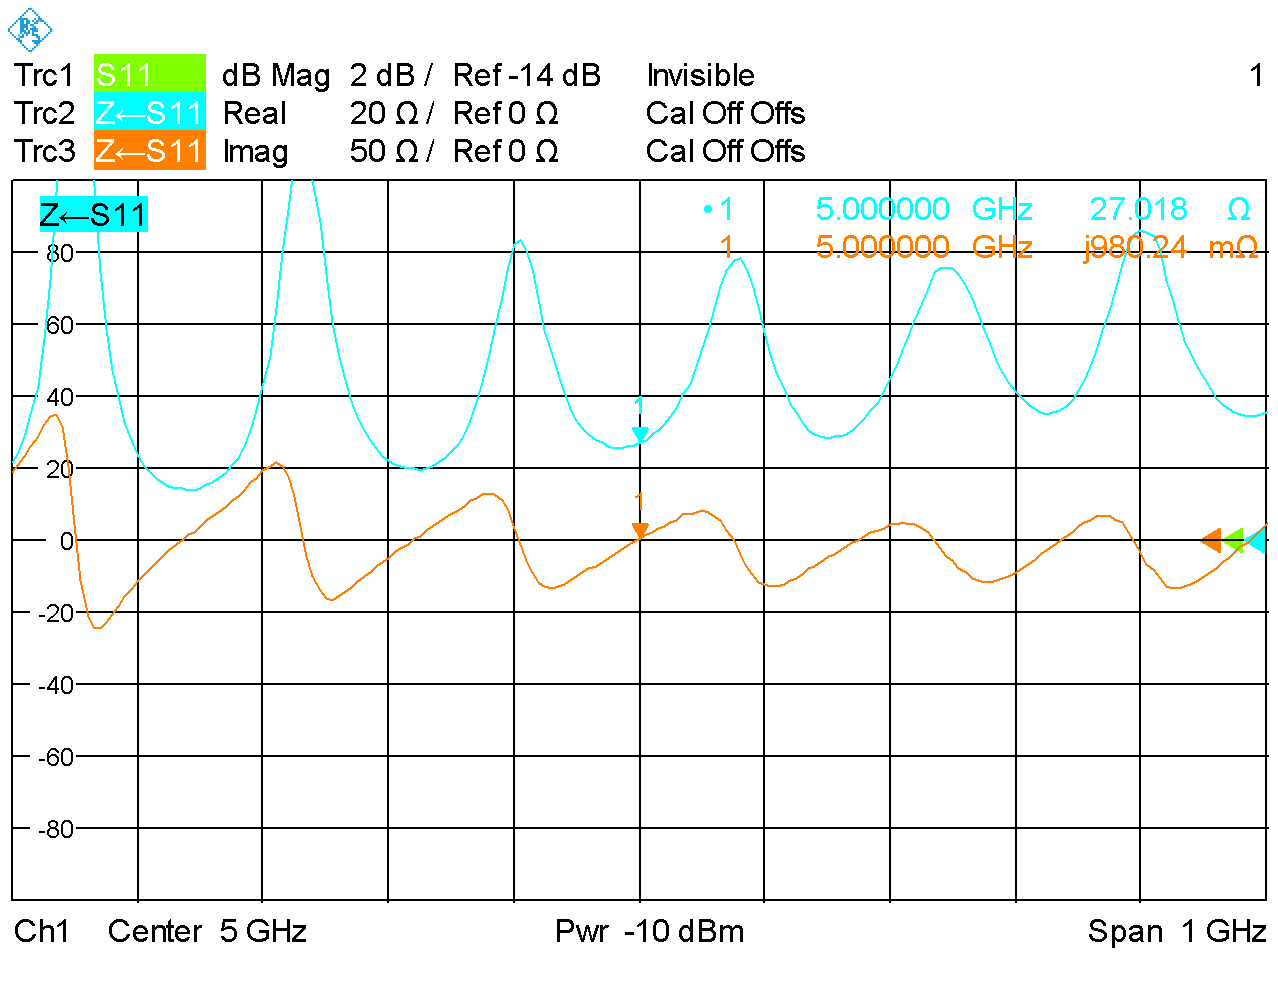 Trc1 S11 dB Mag 2 dB / Ref -14 dB Invisible 1
Trc2 Z←S11 Real 20 Ω / Ref 0 Ω Cal Off Offs
Trc3 Z←S11 Imag 50 Ω / Ref 0 Ω Cal Off Offs
Z←S11
•1 5.000000 GHz 27.018 Ω
1 5.000000 GHz j980.24 mΩ
80
60
40
20
0
-20
-40
-60
-80
1
1
Ch1 Center 5 GHz Pwr -10 dBm Span 1 GHz